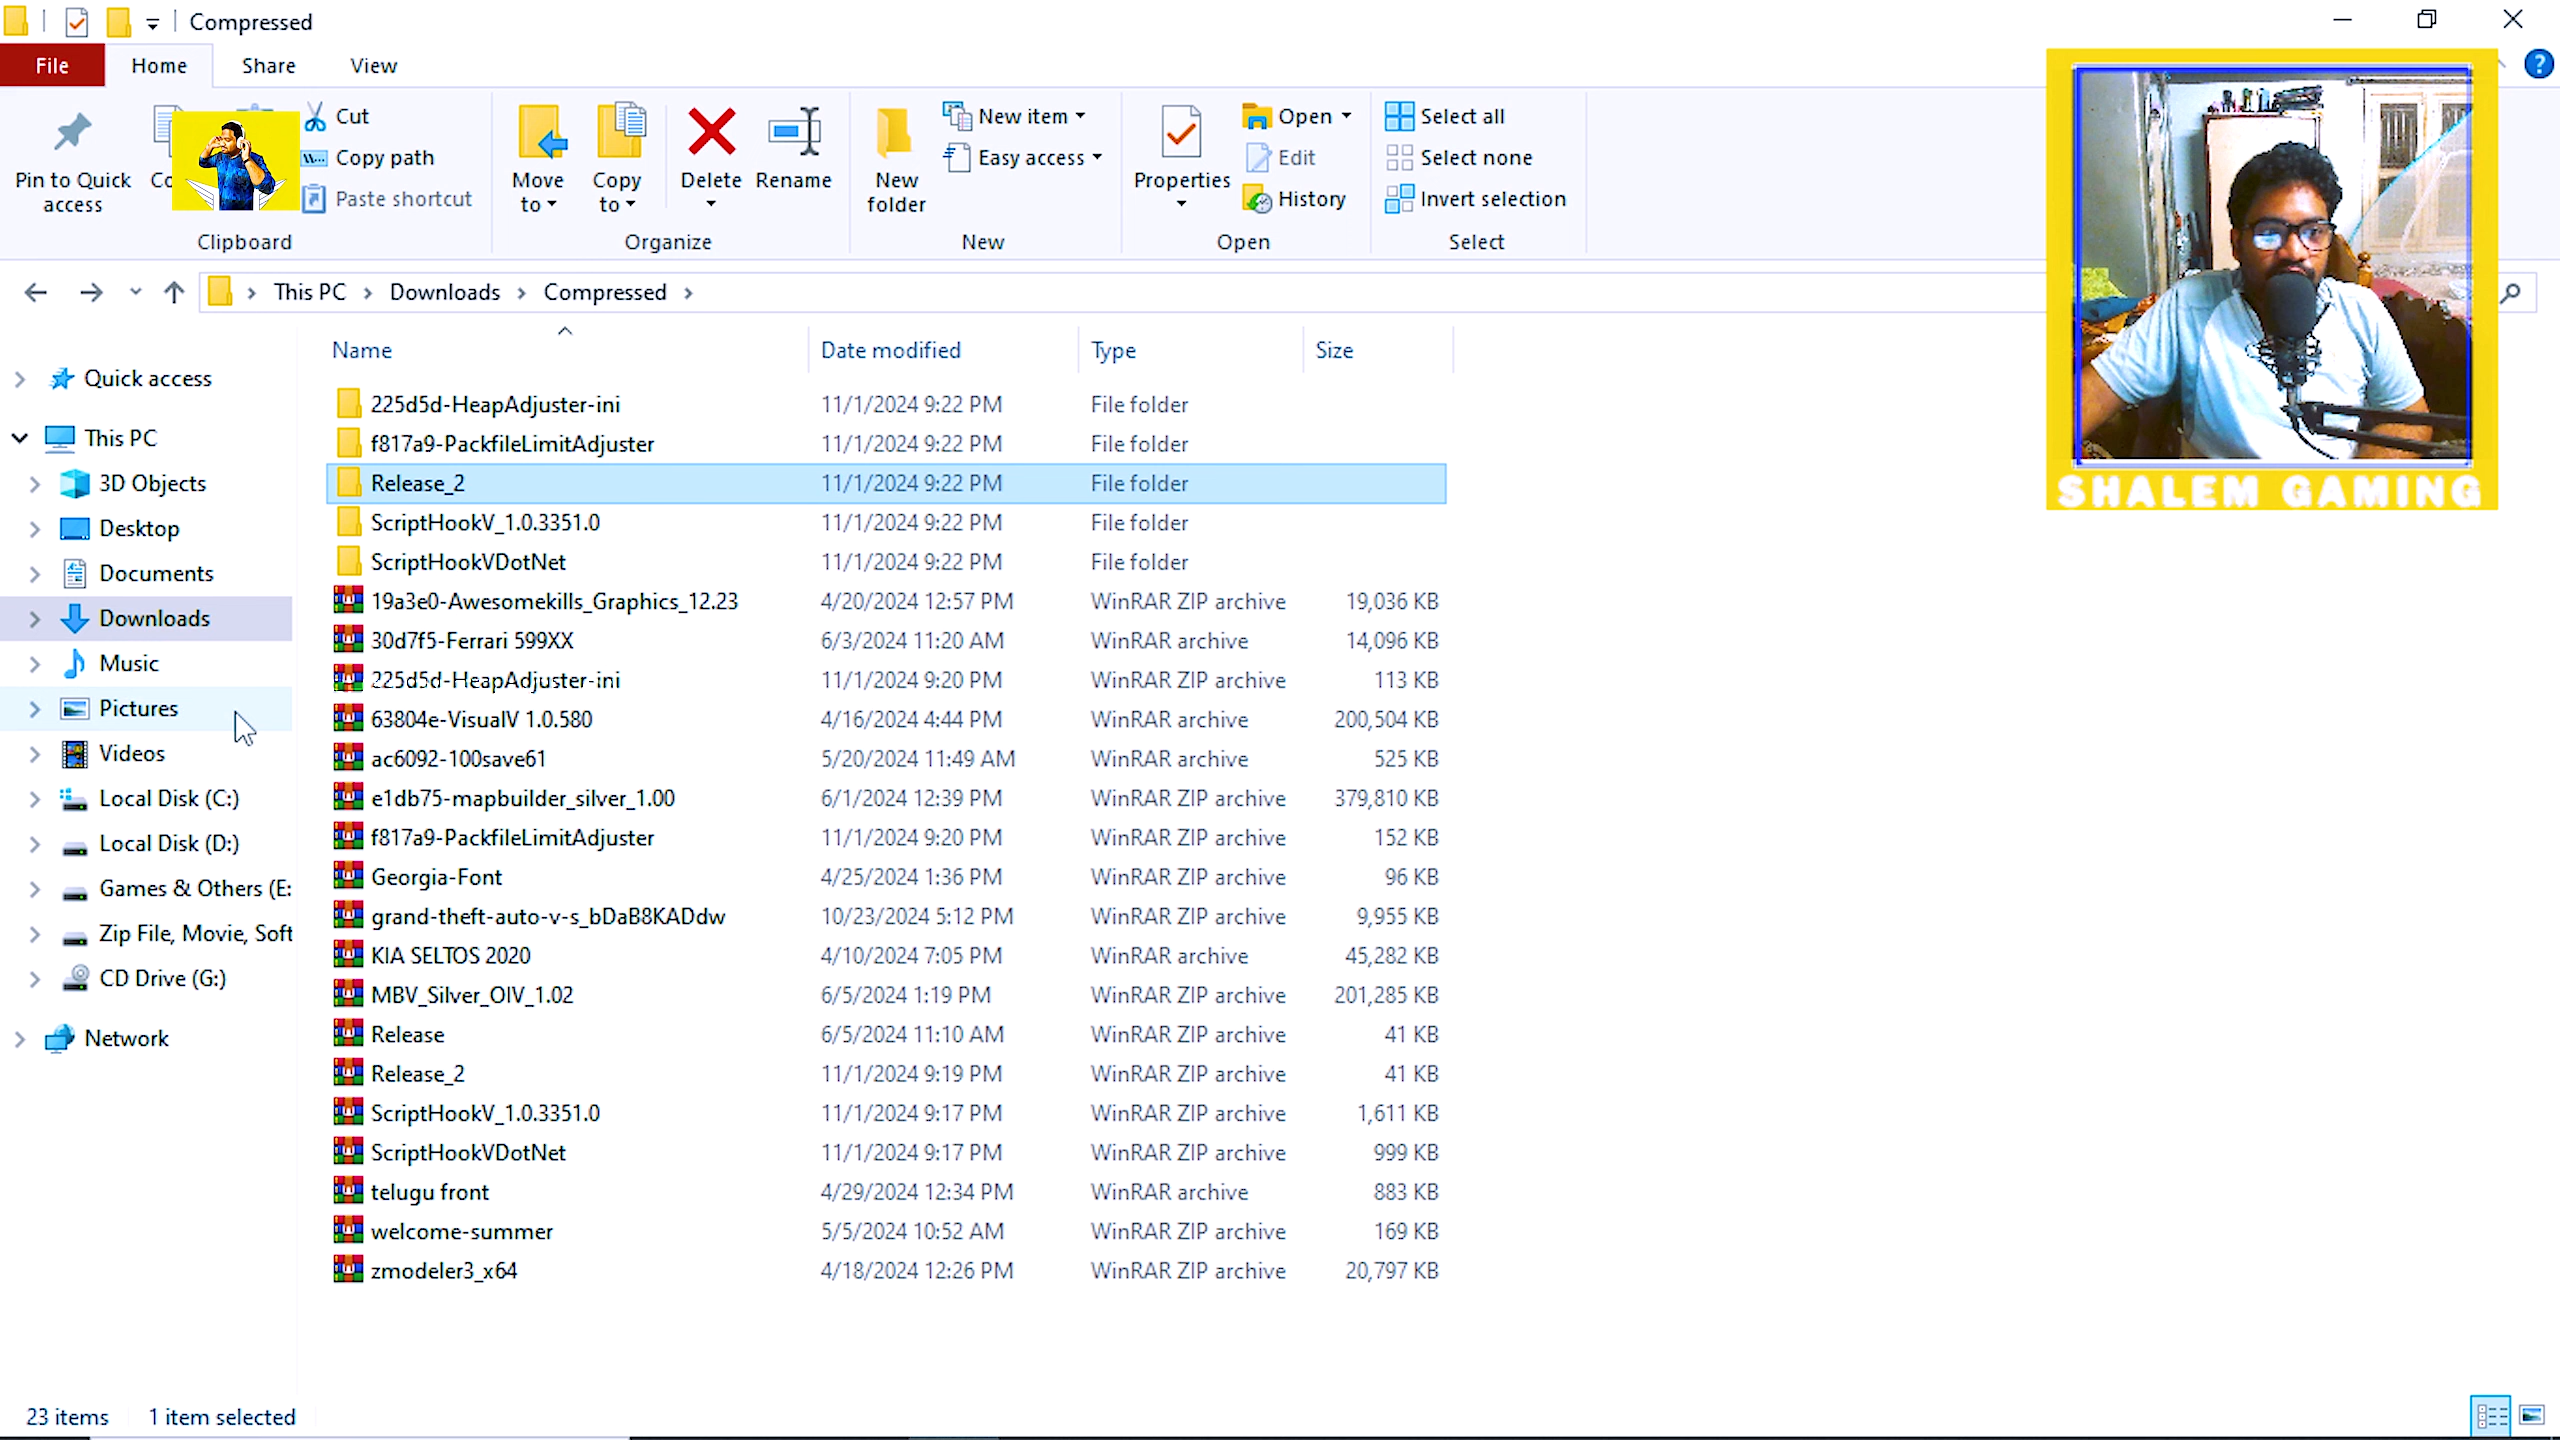 Compressed
File Home Share View
Pin to Quick access
Cut
Copy path
Paste shortcut
Clipboard
Move to
Copy to
Delete
Rename
Organize
New folder
New item
Easy access
New
Properties
Open
Edit
History
Open
Select all
Select none
Invert selection
Select
This PC > Downloads > Compressed >
SHALEM GAMING
Quick access
This PC
3D Objects
Desktop
Documents
Downloads
Music
Pictures
Videos
Local Disk (C:)
Local Disk (D:)
Games & Others (E:
Zip File, Movie, Soft
CD Drive (G:)
Network
Name Date modified Type Size
225d5d-HeapAdjuster-ini 11/1/2024 9:22 PM File folder
f817a9-PackfileLimitAdjuster 11/1/2024 9:22 PM File folder
Release_2 11/1/2024 9:22 PM File folder
ScriptHookV_1.0.3351.0 11/1/2024 9:22 PM File folder
ScriptHookVDotNet 11/1/2024 9:22 PM File folder
19a3e0-Awesomekills_Graphics_12.23 4/20/2024 12:57 PM WinRAR ZIP archive 19,036 KB
30d7f5-Ferrari 599XX 6/3/2024 11:20 AM WinRAR archive 14,096 KB
225d5d-HeapAdjuster-ini 11/1/2024 9:20 PM WinRAR ZIP archive 113 KB
63804e-VisualV 1.0.580 4/16/2024 4:44 PM WinRAR archive 200,504 KB
ac6092-100save61 5/20/2024 11:49 AM WinRAR archive 525 KB
e1db75-mapbuilder_silver_1.00 6/1/2024 12:39 PM WinRAR ZIP archive 379,810 KB
f817a9-PackfileLimitAdjuster 11/1/2024 9:20 PM WinRAR ZIP archive 152 KB
Georgia-Font 4/25/2024 1:36 PM WinRAR ZIP archive 96 KB
grand-theft-auto-v-s_bDaB8KADdw 10/23/2024 5:12 PM WinRAR ZIP archive 9,955 KB
KIA SELTOS 2020 4/10/2024 7:05 PM WinRAR archive 45,282 KB
MBV_Silver_OIV_1.02 6/5/2024 1:19 PM WinRAR ZIP archive 201,285 KB
Release 6/5/2024 11:10 AM WinRAR ZIP archive 41 KB
Release_2 11/1/2024 9:19 PM WinRAR ZIP archive 41 KB
ScriptHookV_1.0.3351.0 11/1/2024 9:17 PM WinRAR ZIP archive 1,611 KB
ScriptHookVDotNet 11/1/2024 9:17 PM WinRAR ZIP archive 999 KB
telugu front 4/29/2024 12:34 PM WinRAR archive 883 KB
welcome-summer 5/5/2024 10:52 AM WinRAR ZIP archive 169 KB
zmodeler3_x64 4/18/2024 12:26 PM WinRAR ZIP archive 20,797 KB
23 items 1 item selected